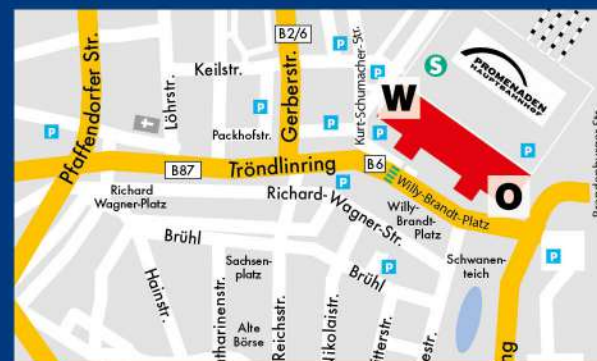 B2/6
P
P
P
S
PROMENADEN
HAUPTBAHNHOF
Pfaffendorfer Str.
Löhrstr.
Keilstr.
Gerberstr.
Kurt-Schumacher-Str.
W
P
P
Packhofstr.
P
P
P
B87
Tröndlinring
B6
O
Willy-Brandt-Platz
Richard
Wagner-Platz
P
Richard-Wagner-Str.
Willy-
Brandt-
Platz
Brühl
Sachsen-
platz
Brühl
P
Schwanen-
teich
P
Hainstr.
Reichsstr.
Nikolaistr.
Alte
Börse